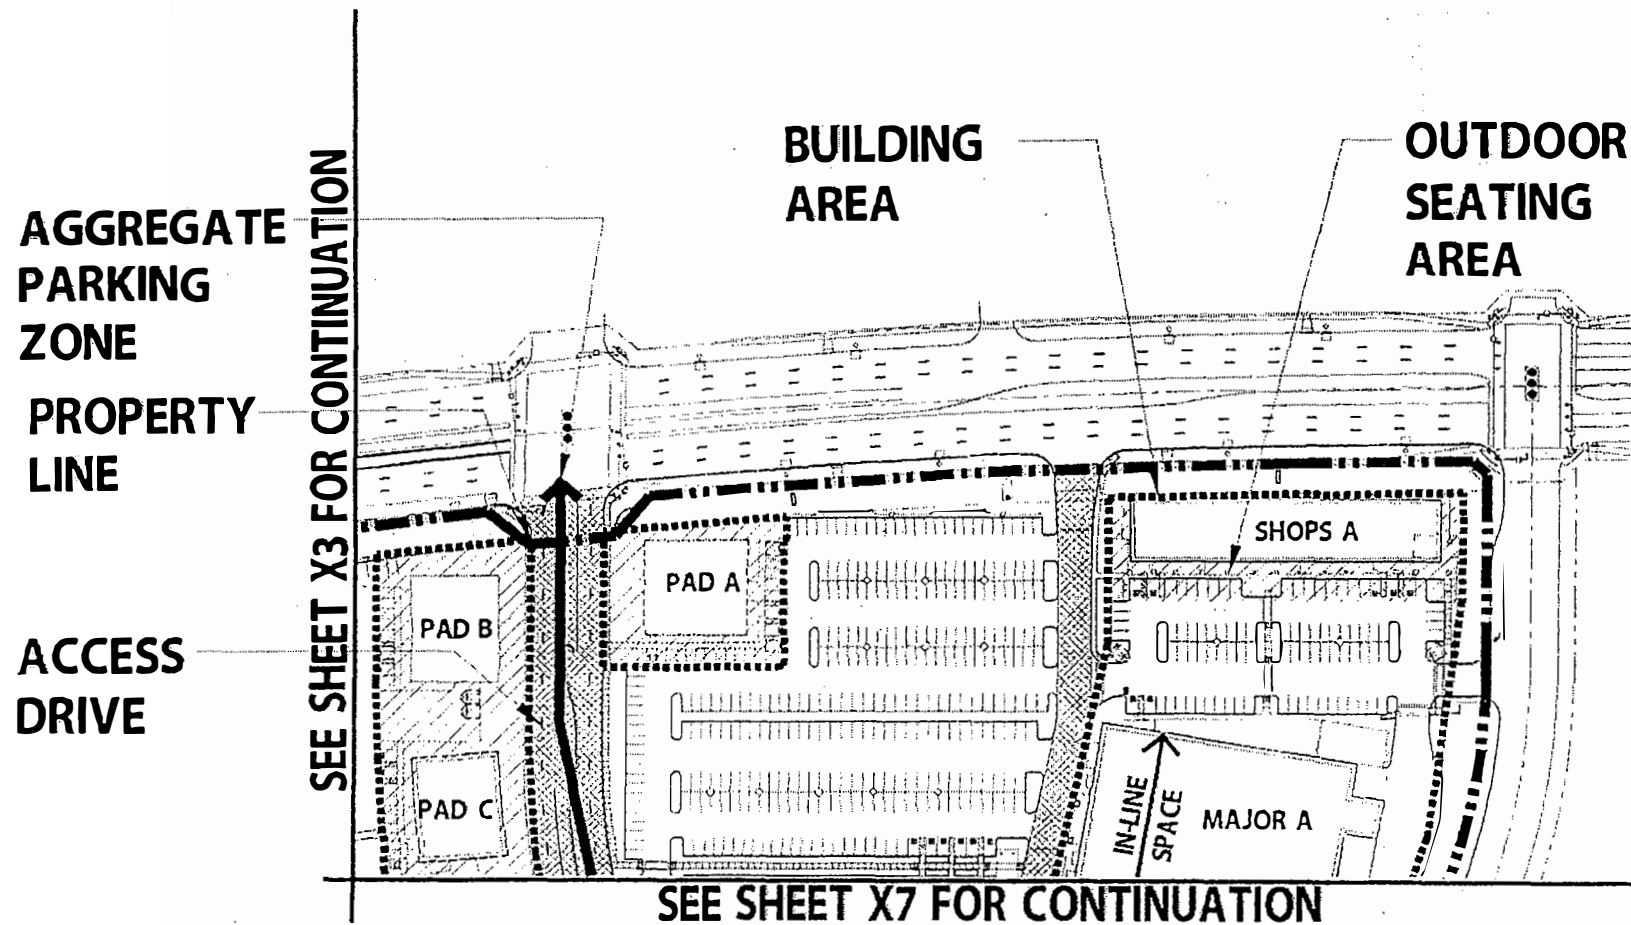 BUILDING
AREA
OUTDOOR
SEATING
AREA
AGGREGATE
PARKING
ZONE
PROPERTY
LINE
ACCESS
DRIVE
SEE SHEET X3 FOR CONTINUATION
SHOPS A
PAD A
PAD B
PAD C
IN-LINE
SPACE
MAJOR A
SEE SHEET X7 FOR CONTINUATION